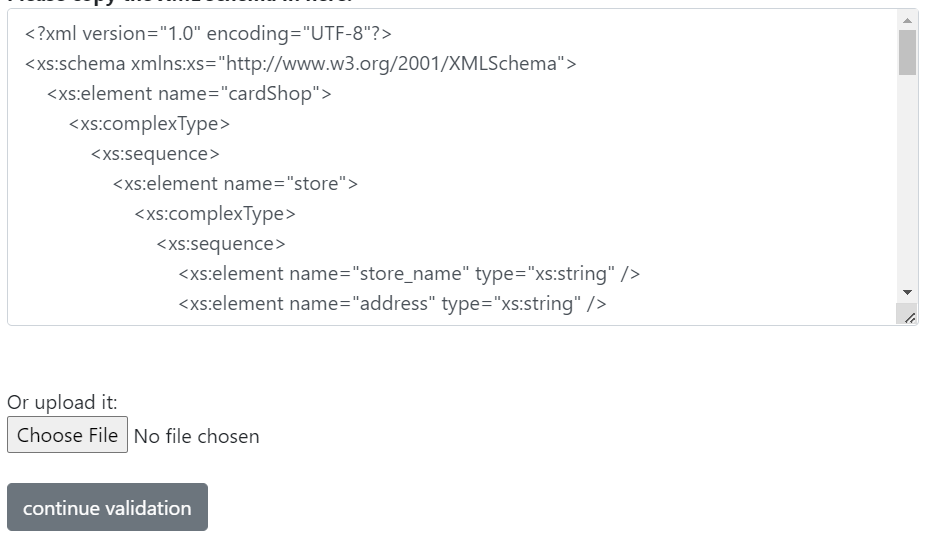 <?xml version="1.0" encoding="UTF-8"?>
<xs:schema xmlns:xs="http://www.w3.org/2001/XMLSchema">
<xs:element name="cardShop">
<xs:complexType>
<xs:sequence>
<xs:element name="store">
<xs:complexType>
<xs:sequence>
<xs:element name="store_name" type="xs:string" />
<xs:element name="address" type="xs:string" />
Or upload it:
Choose File No file chosen
continue validation